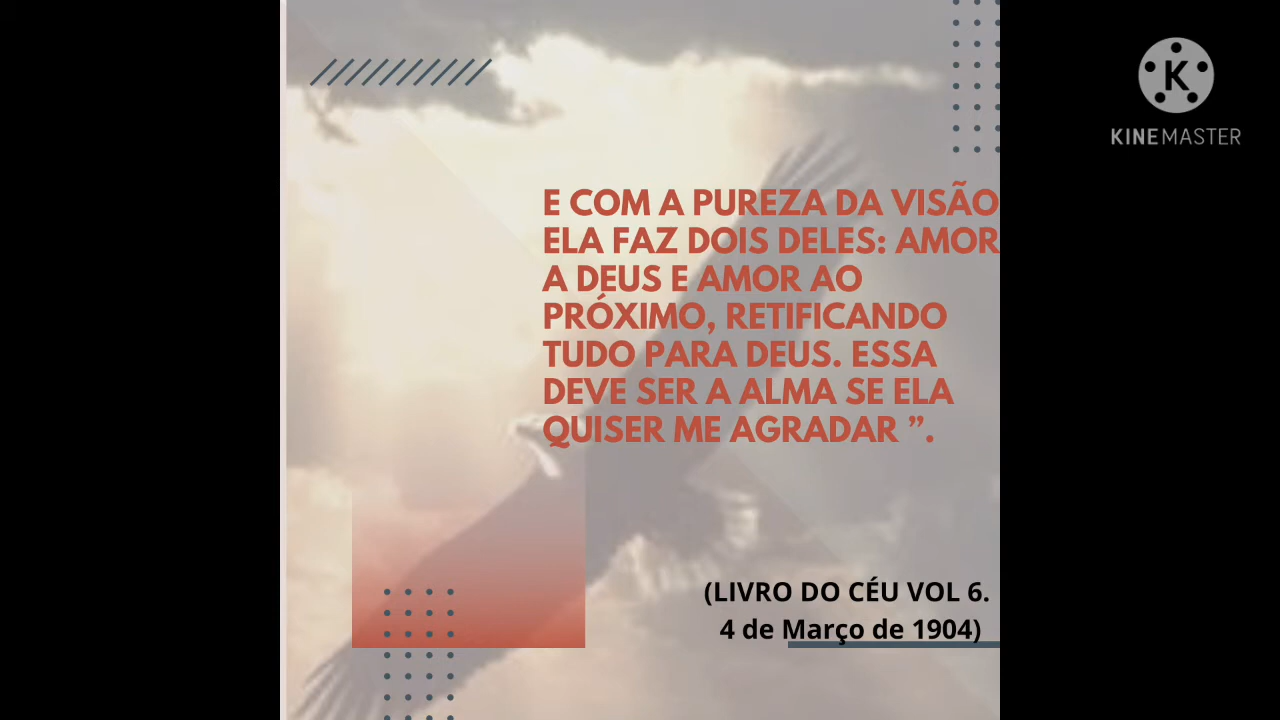 E COM A PUREZA DA VISÃO
ELA FAZ DOIS DELES: AMOR
A DEUS E AMOR AO
PRÓXIMO, RETIFICANDO
TUDO PARA DEUS. ESSA
DEVE SER A ALMA SE ELA
QUISER ME AGRADAR ”.
(LIVRO DO CÉU VOL 6.
4 de Março de 1904)
K
KINEMASTER